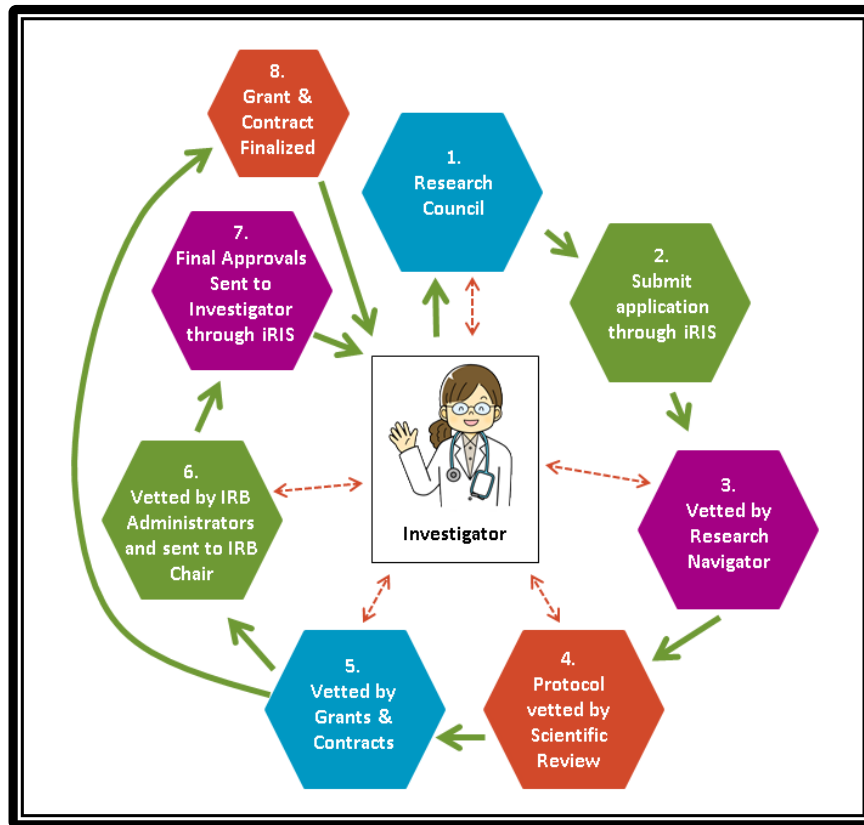 8.
Grant &
Contract
Finalized
1.
Research
Council
7.
Final Approvals
Sent to
Investigator
through iRIS
2.
Submit
application
through iRIS
6.
Vetted by IRB
Administrators
and sent to IRB
Chair
Investigator
3.
Vetted by
Research
Navigator
5.
Vetted by
Grants &
Contracts
4.
Protocol
vetted by
Scientific
Review